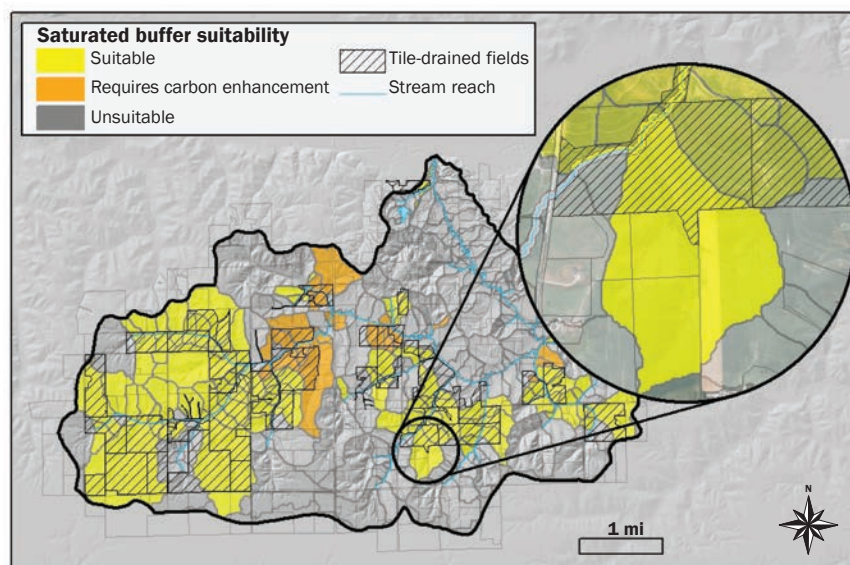 Saturated buffer suitability
Suitable
Tile-drained fields
Requires carbon enhancement
Stream reach
Unsuitable
N
1 mi